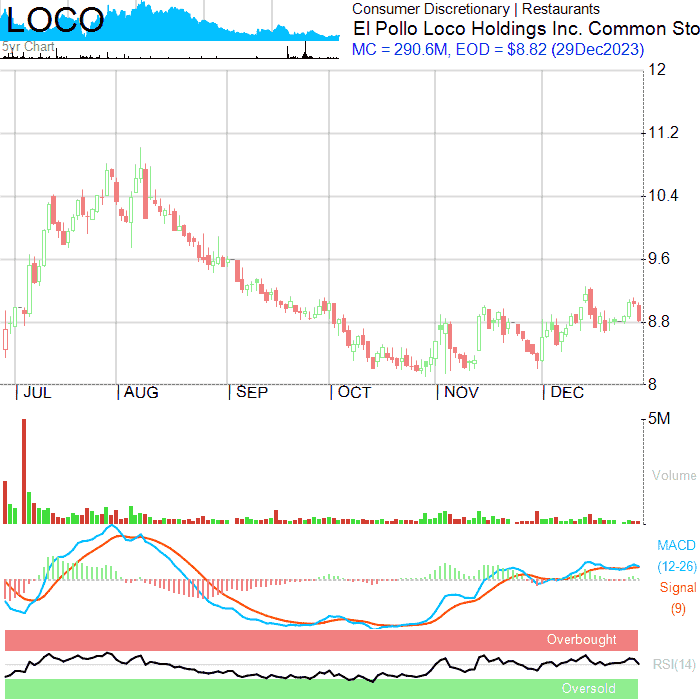 LOCO
5yr Chart
Consumer Discretionary | Restaurants
El Pollo Loco Holdings Inc. Common Sto
MC = 290.6M, EOD = $8.82 (29Dec2023)
12
11.2
10.4
9.6
8.8
8
JUL AUG SEP OCT NOV DEC
5M
Volume
MACD
(12-26)
Signal
(9)
Overbought
RSI(14)
Oversold